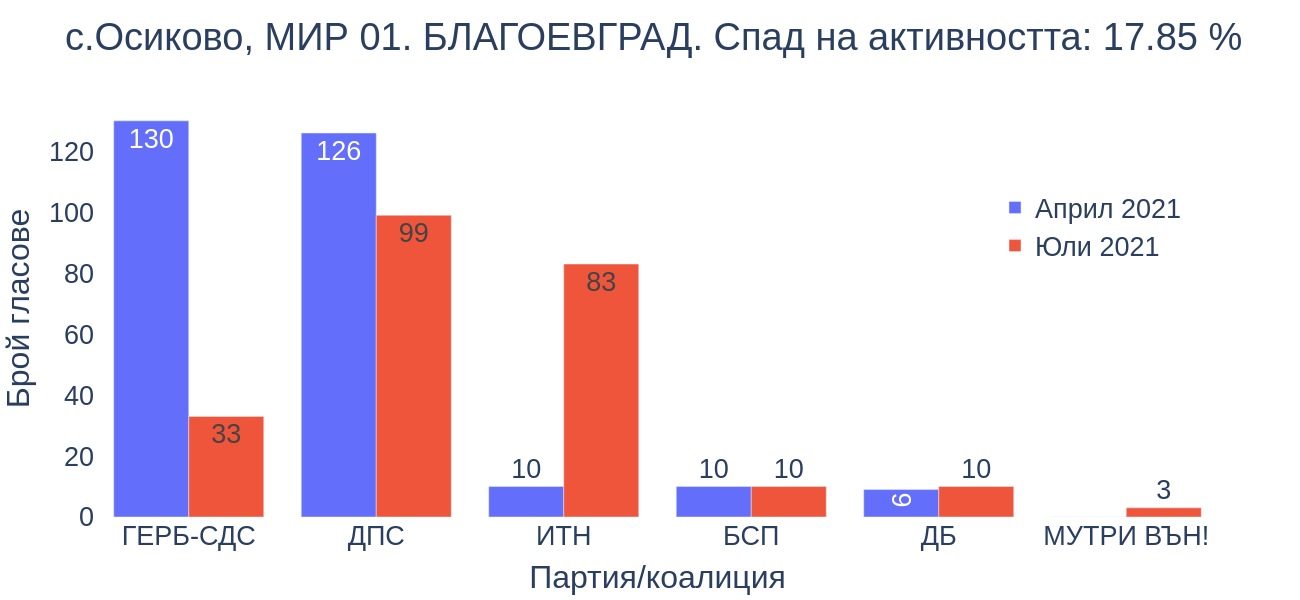 с.Осиково, МИР 01. БЛАГОЕВГРАД. Спад на активността: 17.85 %
Брой гласове
120
100
80
60
40
20
0
130
33
126
99
10
83
10
10
9
10
3
Април 2021
Юли 2021
ГЕРБ-СДС
ДПС
ИТН
БСП
ДБ
МУТРИ ВЪН!
Партия/коалиция